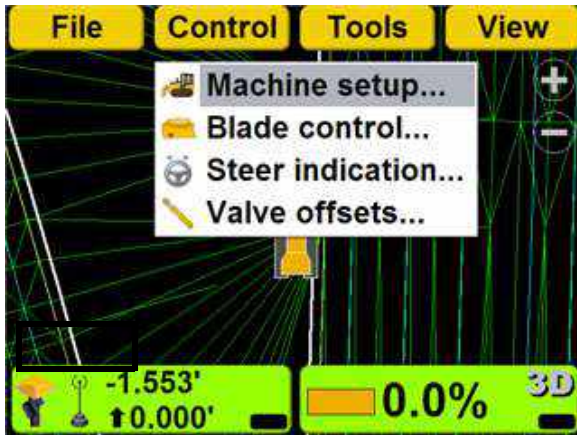 File Control Tools View
Machine setup...
Blade control...
Steer indication...
Valve offsets...
-1.553'
0.000'
0.0%
3D